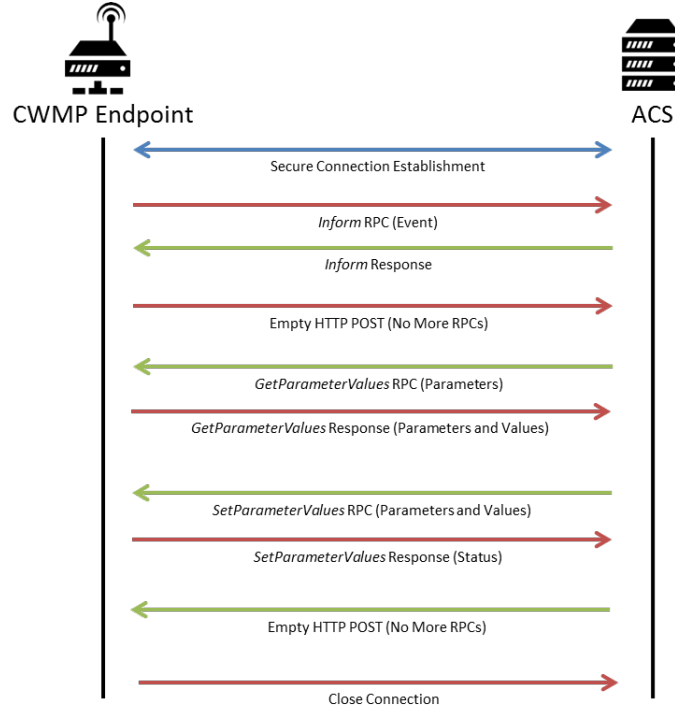 CWMP Endpoint
ACS
Secure Connection Establishment
Inform RPC (Event)
Inform Response
Empty HTTP POST (No More RPCs)
GetParameterValues RPC (Parameters)
GetParameterValues Response (Parameters and Values)
SetParameterValues RPC (Parameters and Values)
SetParameterValues Response (Status)
Empty HTTP POST (No More RPCs)
Close Connection